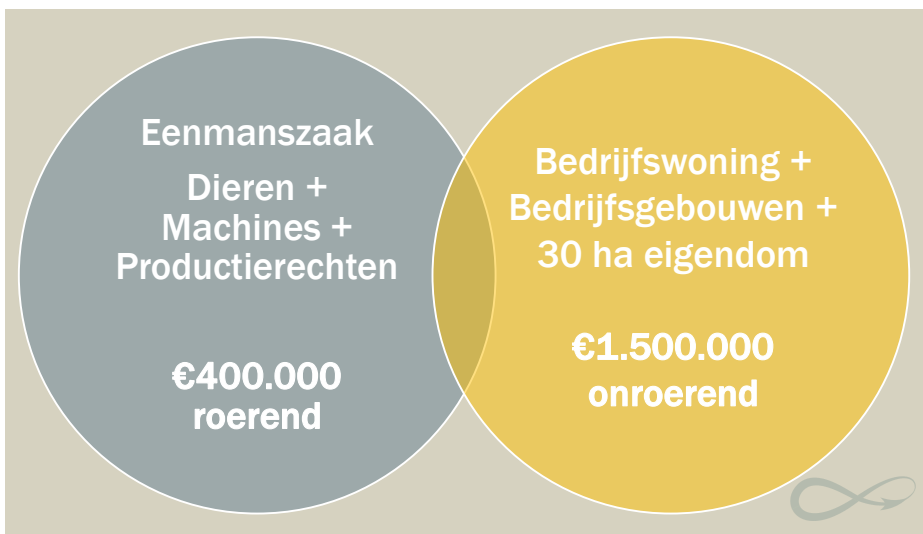 Eenmanszaak
Dieren +
Machines +
Productierechten
€400.000
roerend
Bedrijfswoning +
Bedrijfsgebouwen +
30 ha eigendom
€1.500.000
onroerend